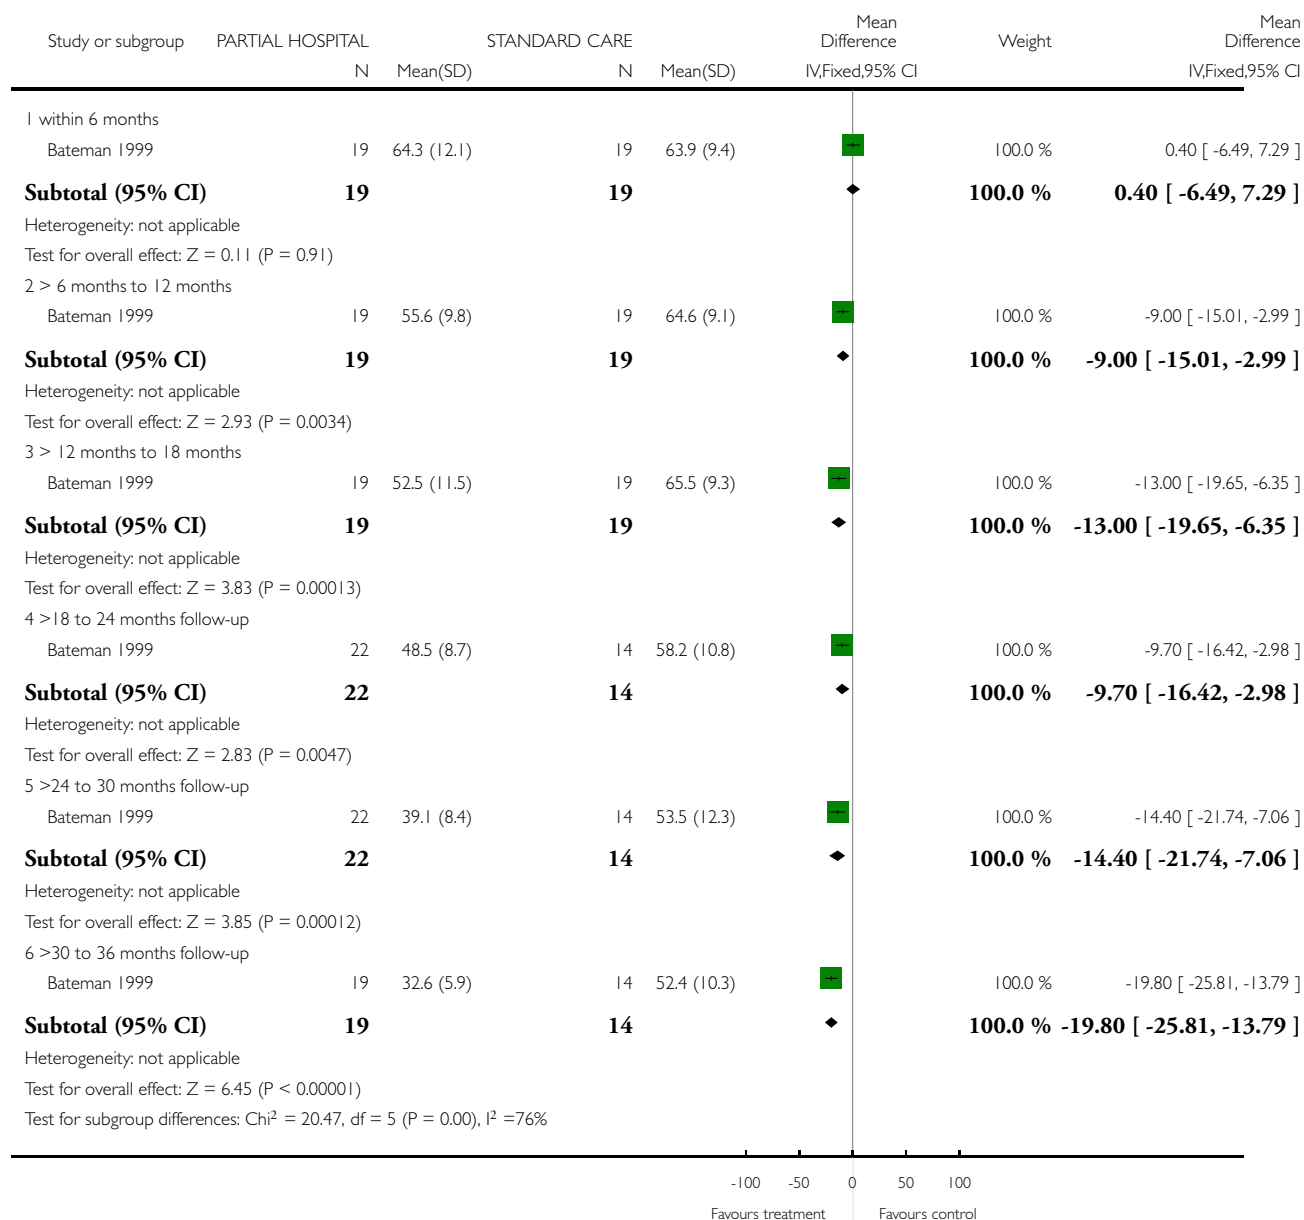 Study or subgroup PARTIAL HOSPITAL STANDARD CARE Mean Difference Weight Mean Difference
N Mean(SD) N Mean(SD) IV,Fixed,95% CI IV,Fixed,95% CI
1 within 6 months
Bateman 1999 19 64.3 (12.1) 19 63.9 (9.4) 100.0 % 0.40 [ -6.49, 7.29 ]
Subtotal (95% CI) 19 19 100.0 % 0.40 [ -6.49, 7.29 ]
Heterogeneity: not applicable
Test for overall effect: Z = 0.11 (P = 0.91)
2 > 6 months to 12 months
Bateman 1999 19 55.6 (9.8) 19 64.6 (9.1) 100.0 % -9.00 [ -15.01, -2.99 ]
Subtotal (95% CI) 19 19 100.0 % -9.00 [ -15.01, -2.99 ]
Heterogeneity: not applicable
Test for overall effect: Z = 2.93 (P = 0.0034)
3 > 12 months to 18 months
Bateman 1999 19 52.5 (11.5) 19 65.5 (9.3) 100.0 % -13.00 [ -19.65, -6.35 ]
Subtotal (95% CI) 19 19 100.0 % -13.00 [ -19.65, -6.35 ]
Heterogeneity: not applicable
Test for overall effect: Z = 3.83 (P = 0.00013)
4 >18 to 24 months follow-up
Bateman 1999 22 48.5 (8.7) 14 58.2 (10.8) 100.0 % -9.70 [ -16.42, -2.98 ]
Subtotal (95% CI) 22 14 100.0 % -9.70 [ -16.42, -2.98 ]
Heterogeneity: not applicable
Test for overall effect: Z = 2.83 (P = 0.0047)
5 >24 to 30 months follow-up
Bateman 1999 22 39.1 (8.4) 14 53.5 (12.3) 100.0 % -14.40 [ -21.74, -7.06 ]
Subtotal (95% CI) 22 14 100.0 % -14.40 [ -21.74, -7.06 ]
Heterogeneity: not applicable
Test for overall effect: Z = 3.85 (P = 0.00012)
6 >30 to 36 months follow-up
Bateman 1999 19 32.6 (5.9) 14 52.4 (10.3) 100.0 % -19.80 [ -25.81, -13.79 ]
Subtotal (95% CI) 19 14 100.0 % -19.80 [ -25.81, -13.79 ]
Heterogeneity: not applicable
Test for overall effect: Z = 6.45 (P < 0.00001)
Test for subgroup differences: Chi² = 20.47, df = 5 (P = 0.00), I² =76%
-100 -50 0 50 100
Favours treatment Favours control